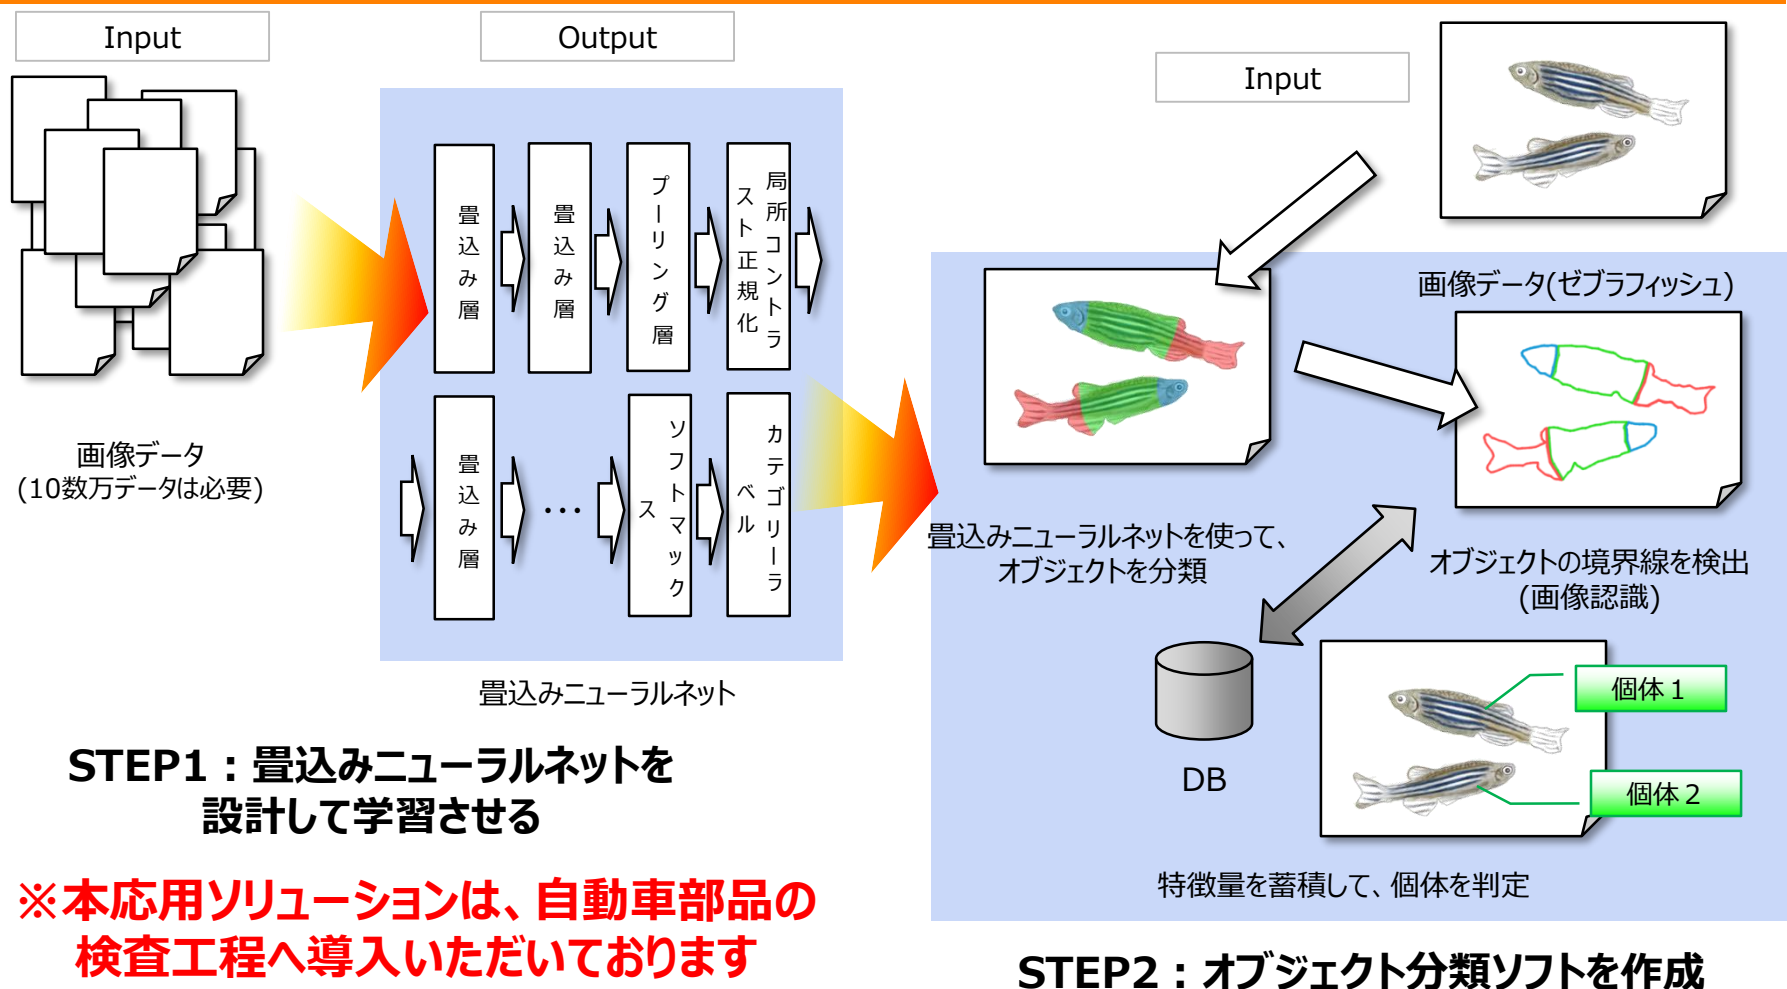 Input
Output
畳込み層
畳込み層
プーリング層
局所コントラスト正規化
畳込み層
…
ソフトマックス
カテゴリーラベル
画像データ
(10数万データは必要)
畳込みニューラルネット
STEP1：畳込みニューラルネットを
設計して学習させる
※本応用ソリューションは、自動車部品の
検査工程へ導入いただいております
Input
画像データ(ゼブラフィッシュ)
畳込みニューラルネットを使って、
オブジェクトを分類
オブジェクトの境界線を検出
(画像認識)
DB
個体１
個体２
特徴量を蓄積して、個体を判定
STEP2：オブジェクト分類ソフトを作成